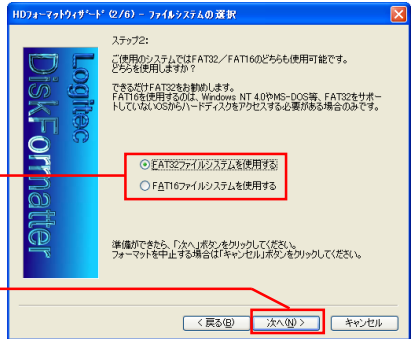 HDフォーマットウィザード (2/6) - ファイルシステムの選択
Logitec
DiskFormatter
ステップ2:
ご使用のシステムではFAT32/FAT16のどちらも使用可能です。
どちらを使用しますか?
できるだけFAT32をお勧めします。
FAT16を使用するのは、Windows NT 4.0やMS-DOS等、FAT32をサポー
トしていないOSからハードディスクをアクセスする必要がある場合のみです。
FAT32ファイルシステムを使用する
FAT16ファイルシステムを使用する
準備ができたら、「次へ」ボタンをクリックしてください。
フォーマットを中止する場合は「キャンセル」ボタンをクリックしてください。
< 戻る(B) 次へ(N) > キャンセル